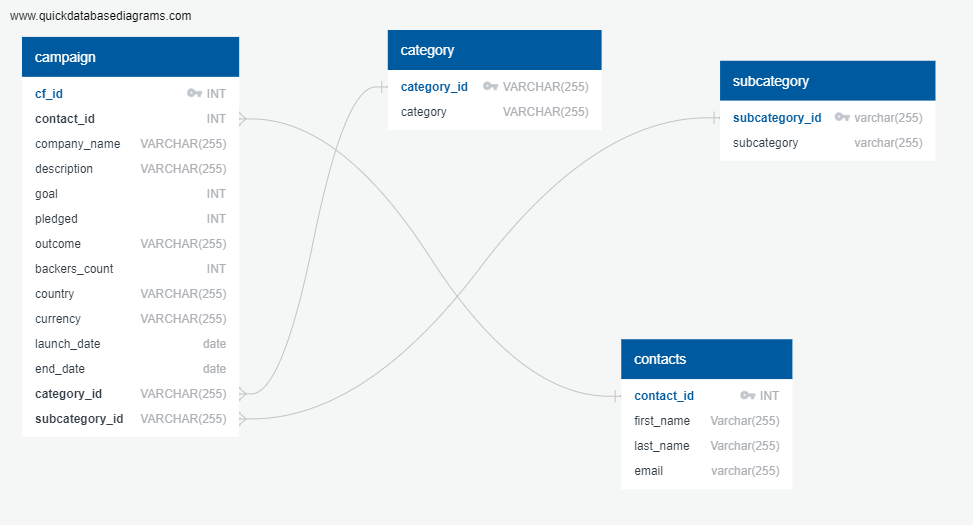 www.quickdatabasediagrams.com
campaign
cf_id INT
contact_id INT
company_name VARCHAR(255)
description VARCHAR(255)
goal INT
pledged INT
outcome VARCHAR(255)
backers_count INT
country VARCHAR(255)
currency VARCHAR(255)
launch_date date
end_date date
category_id VARCHAR(255)
subcategory_id VARCHAR(255)
category
category_id VARCHAR(255)
category VARCHAR(255)
subcategory
subcategory_id varchar(255)
subcategory varchar(255)
contacts
contact_id INT
first_name Varchar(255)
last_name Varchar(255)
email varchar(255)